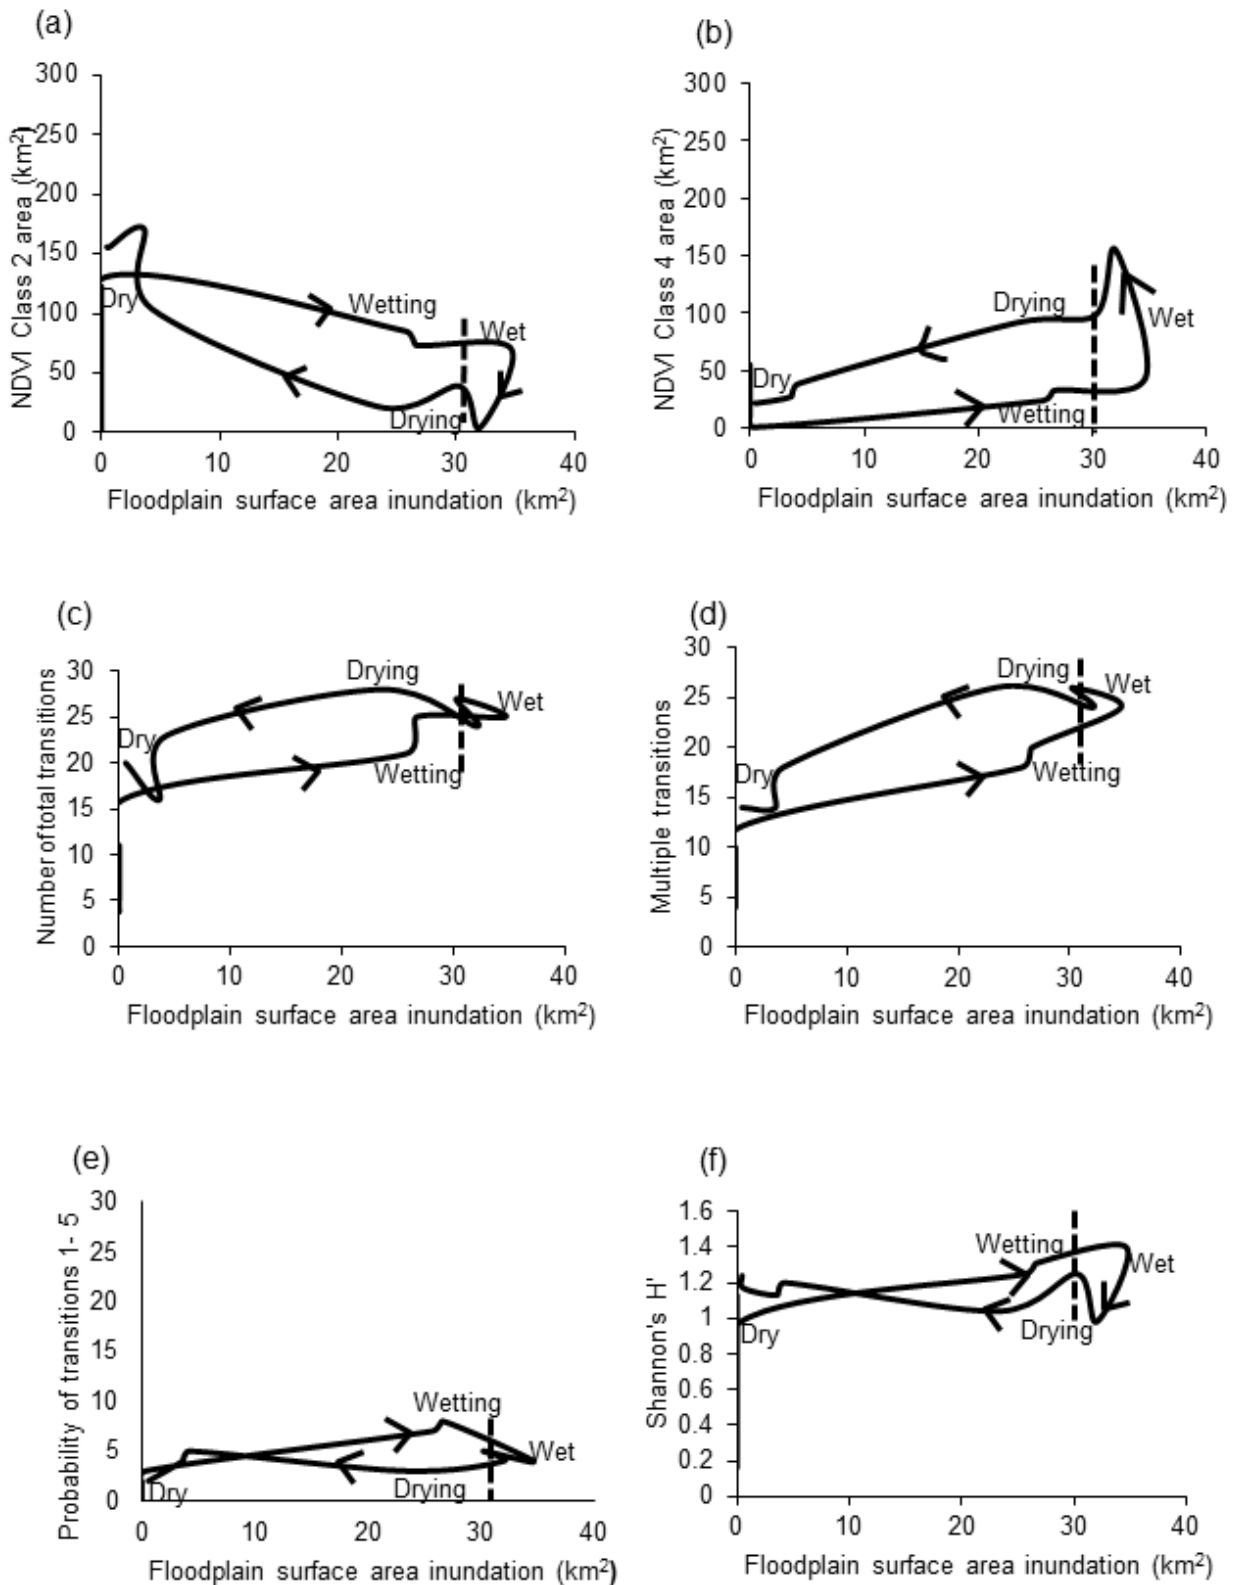 (a)
NDVI Class 2 area (km²)
300
250
200
150
100
50
0
Dry
Wetting
Wet
Drying
0 10 20 30 40
Floodplain surface area inundation (km²)
(b)
NDVI Class 4 area (km²)
300
250
200
150
100
50
0
Drying
Wet
Dry
Wetting
0 10 20 30 40
Floodplain surface area inundation (km²)
(c)
Number of total transitions
30
25
20
15
10
5
0
Drying
Wet
Dry
Wetting
0 10 20 30 40
Floodplain surface area inundation (km²)
(d)
Multiple transitions
30
25
20
15
10
5
0
Drying
Wet
Dry
Wetting
0 10 20 30 40
Floodplain surface area inundation (km²)
(e)
Probability of transitions 1- 5
30
25
20
15
10
5
0
Wetting
Wet
Dry
Drying
0 10 20 30 40
Floodplain surface area inundation (km²)
(f)
Shannon's H'
1.6
1.4
1.2
1
0.8
0.6
0.4
0.2
0
Wetting
Wet
Dry
Drying
0 10 20 30 40
Floodplain surface area inundation (km²)